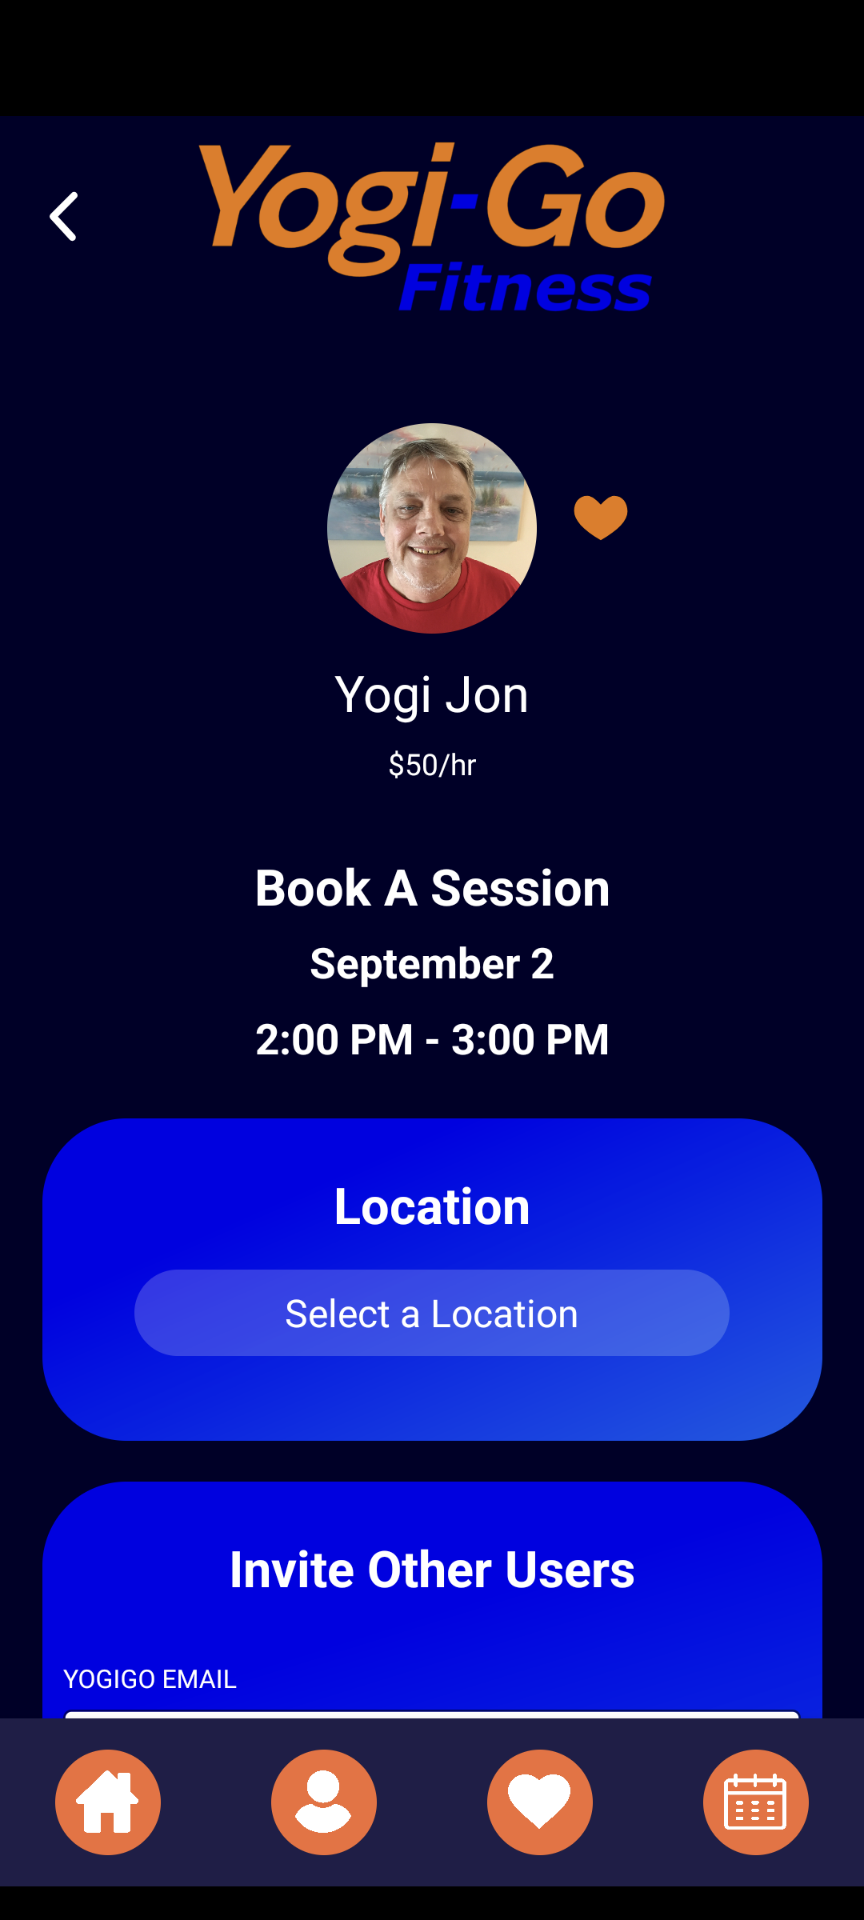 Yogi-Go
Fitness
Yogi Jon
$50/hr
Book A Session
September 2
2:00 PM - 3:00 PM
Location
Select a Location
Invite Other Users
YOGIGO EMAIL